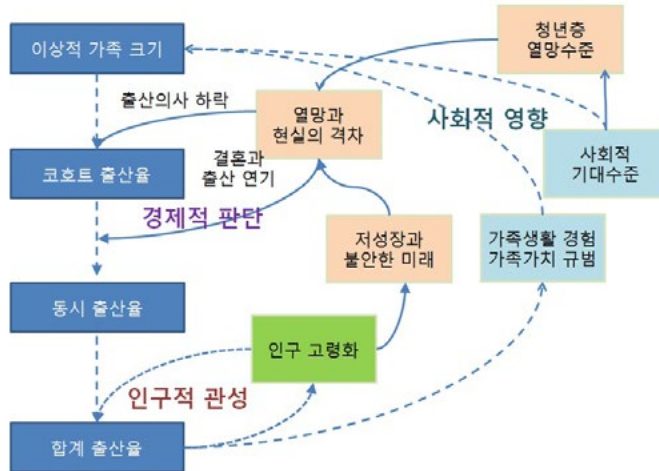 이상적 가족 크기
청년층
열망수준
출산의사 하락
열망과
현실의 격차
사회적 영향
사회적
기대수준
코호트 출산율
결혼과
출산 연기
경제적 판단
저성장과
불안한 미래
가족생활 경험
가족가치 규범
동시 출산율
인구 고령화
인구적 관성
합계 출산율